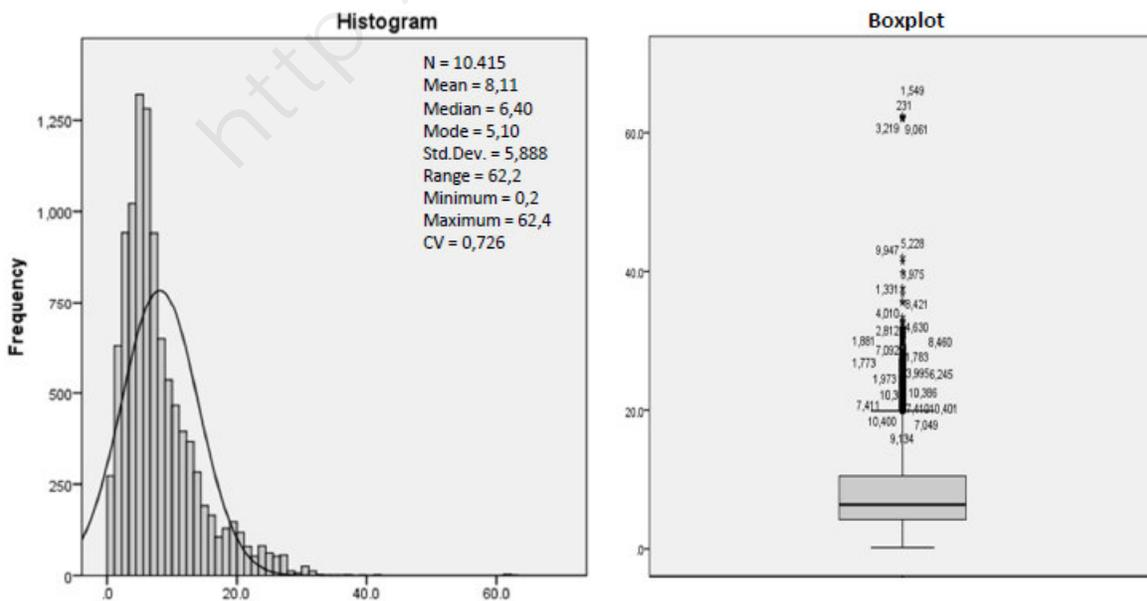 http
Histogram
N = 10.415
Mean = 8,11
Median = 6,40
Mode = 5,10
Std.Dev. = 5,888
Range = 62,2
Minimum = 0,2
Maximum = 62,4
CV = 0,726
Frequency
1,250
1,000
750
500
250
0
.0
20.0
40.0
60.0
Boxplot
60.0
40.0
20.0
.0
1,549
231
3,219 9,061
9,947 5,228
1,331
4,010
2,812 4,630
1,881 8,460
7,092 1,783
1,773
3,995 6,245
1,973
10,386
7,411 10,401
10,400 7,049
9,134